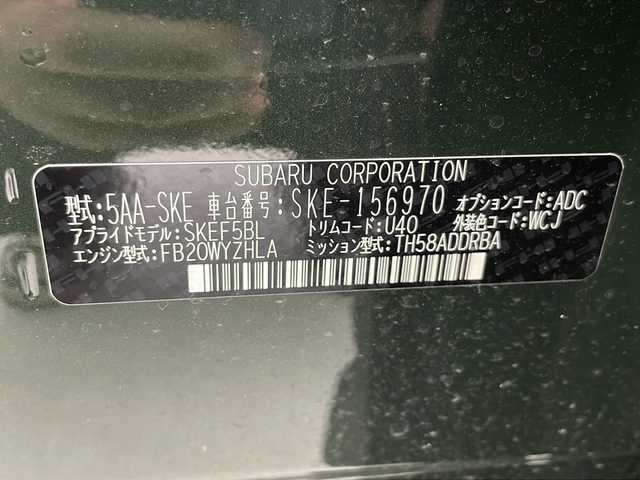 SUBARU CORPORATION
型式:5AA-SKE 車台番号:SKE-156970 オプションコード:ADC
アプライドモデル:SKEF5BL トリムコード:U40 外装色コード:WCJ
エンジン型式:FB20WYZHLA ミッション型式:TH58ADDRBA